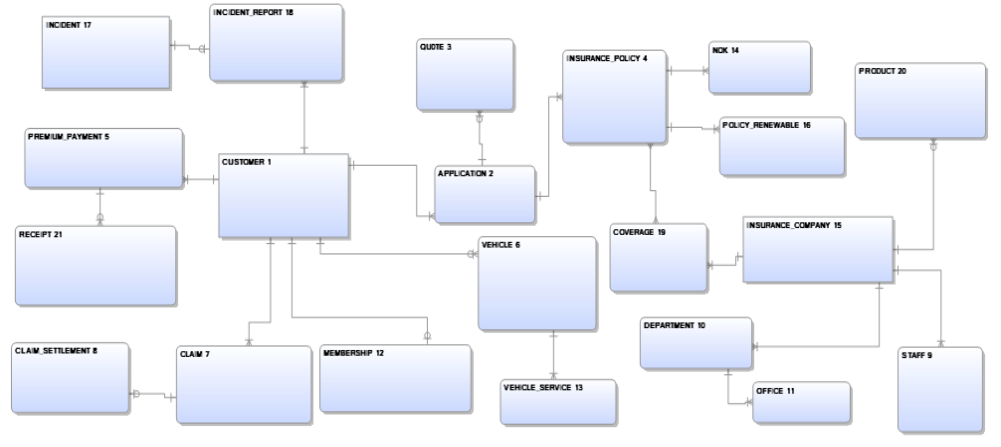 INCIDENT 17
INCIDENT_REPORT 18
QUOTE 3
INSURANCE_POLICY 4
NOK 14
PRODUCT 20
PREMIUM_PAYMENT 5
POLICY_RENEWABLE 16
CUSTOMER 1
APPLICATION 2
RECEIPT 21
VEHICLE 6
COVERAGE 19
INSURANCE_COMPANY 15
CLAIM_SETTLEMENT 8
CLAIM 7
MEMBERSHIP 12
VEHICLE_SERVICE 13
DEPARTMENT 10
OFFICE 11
STAFF 9